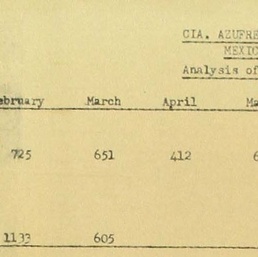 CIA. AZUFRE
MEXIC
Analysis of
ebruary March April Ma
725 651 412 6
1133 605